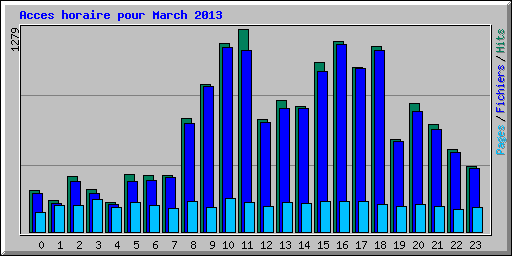 Acces horaire pour March 2013
1279
Pages / Fichiers / Hits
0 1 2 3 4 5 6 7 8 9 10 11 12 13 14 15 16 17 18 19 20 21 22 23